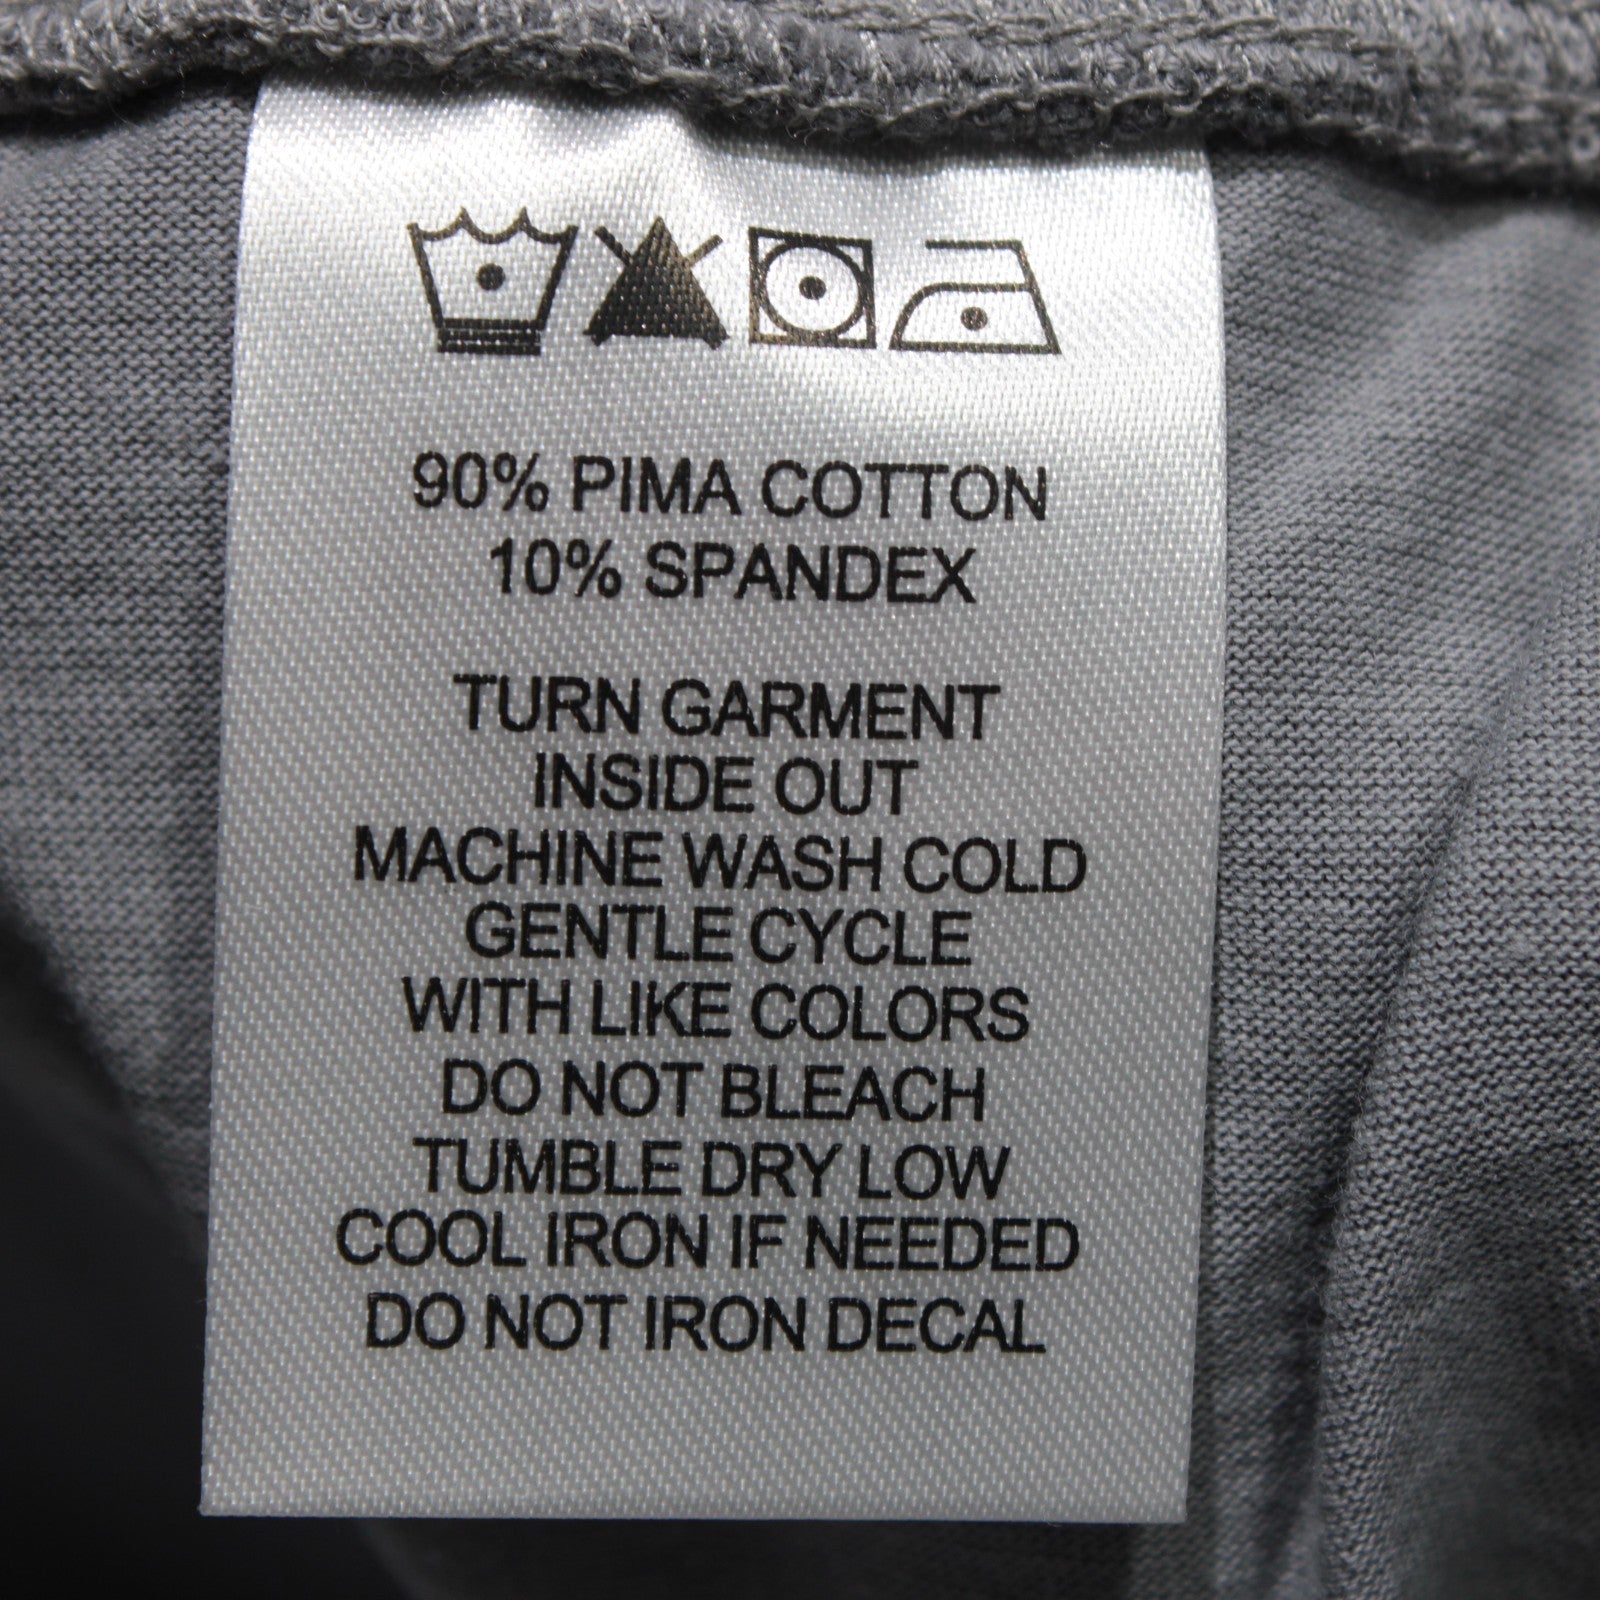 90% PIMA COTTON
10% SPANDEX
TURN GARMENT
INSIDE OUT
MACHINE WASH COLD
GENTLE CYCLE
WITH LIKE COLORS
DO NOT BLEACH
TUMBLE DRY LOW
COOL IRON IF NEEDED
DO NOT IRON DECAL